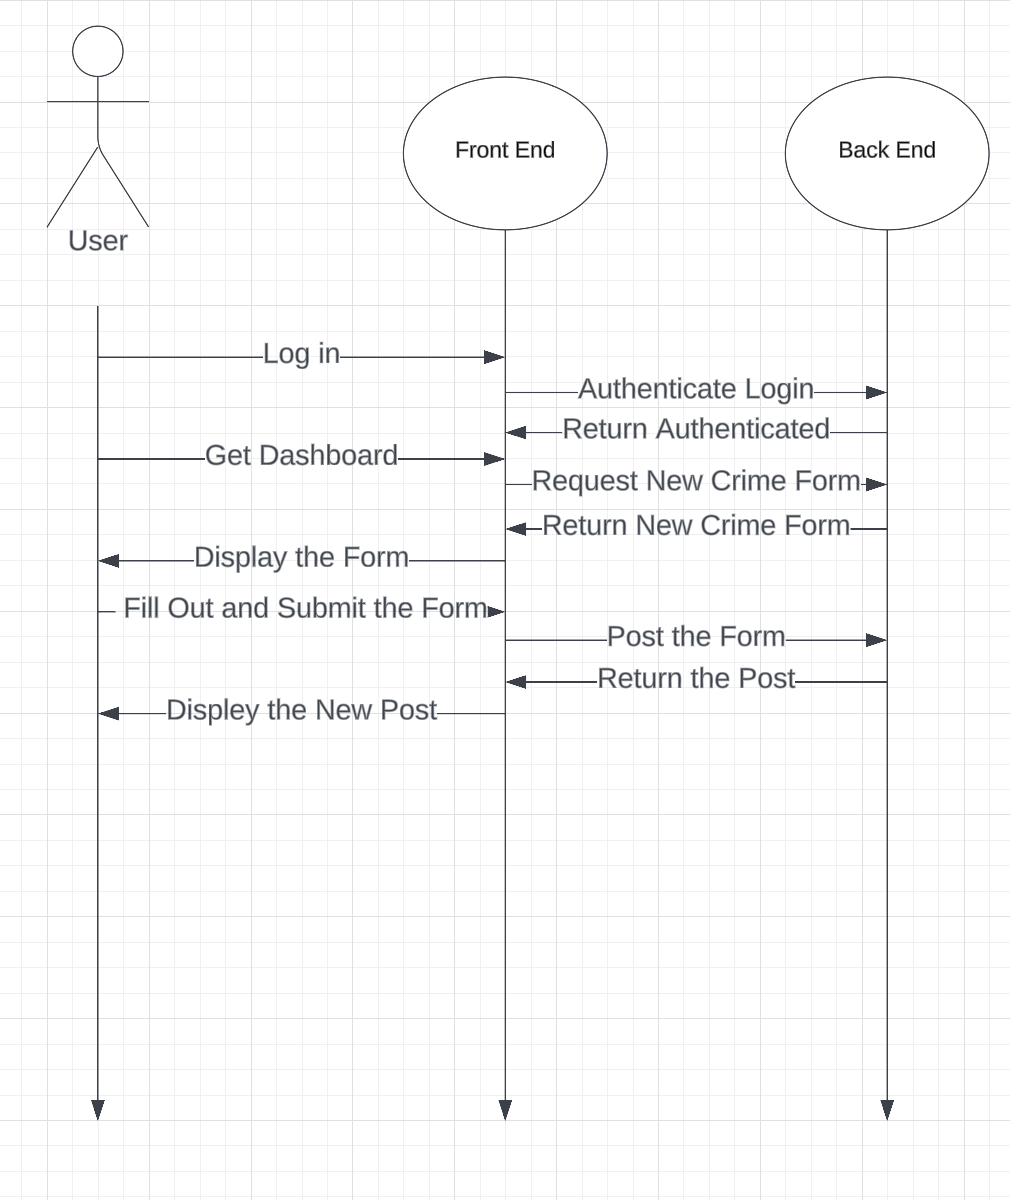 Front End
Back End
User
Log in
Authenticate Login
Return Authenticated
Get Dashboard
Request New Crime Form
Return New Crime Form
Display the Form
Fill Out and Submit the Form
Post the Form
Return the Post
Displey the New Post